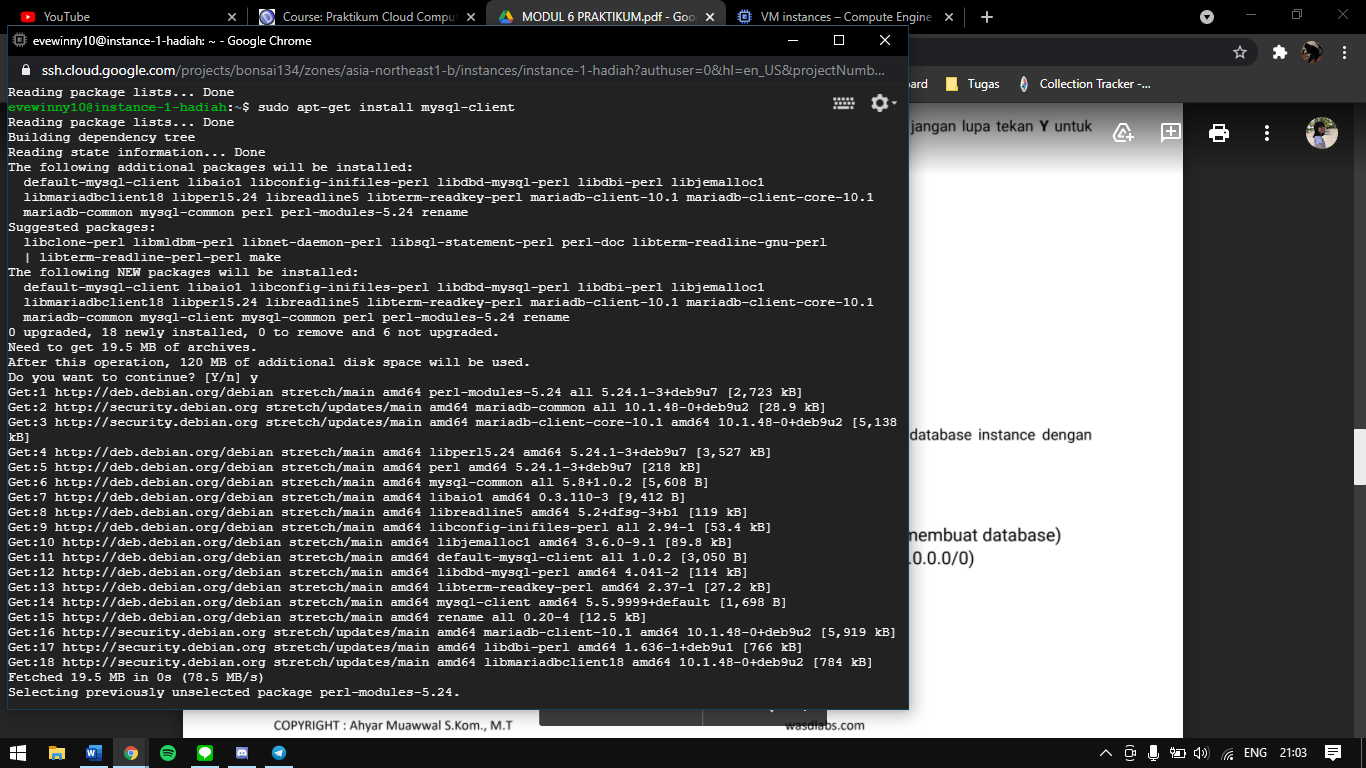 YouTube
Course: Praktikum Cloud Comput
MODUL 6 PRAKTIKUM.pdf - Goo
VM instances – Compute Engine
evewinny10@instance-1-hadiah: ~ - Google Chrome
ssh.cloud.google.com/projects/bonsai134/zones/asia-northeast1-b/instances/instance-1-hadiah?authuser=0&hl=en_US&projectNumb...
ard
Tugas
Collection Tracker -...
Reading package lists... Done
evewinny10@instance-1-hadiah:~$ sudo apt-get install mysql-client
Reading package lists... Done
Building dependency tree
Reading state information... Done
The following additional packages will be installed:
default-mysql-client libaio1 libconfig-inifiles-perl libdbd-mysql-perl libdbi-perl libjemalloc1
libmariadbclient18 libperl5.24 libreadline5 libterm-readkey-perl mariadb-client-10.1 mariadb-client-core-10.1
mariadb-common mysql-common perl perl-modules-5.24 rename
Suggested packages:
libclone-perl libmldbm-perl libnet-daemon-perl libsql-statement-perl perl-doc libterm-readline-gnu-perl
| libterm-readline-perl-perl make
The following NEW packages will be installed:
default-mysql-client libaio1 libconfig-inifiles-perl libdbd-mysql-perl libdbi-perl libjemalloc1
libmariadbclient18 libperl5.24 libreadline5 libterm-readkey-perl mariadb-client-10.1 mariadb-client-core-10.1
mariadb-common mysql-client mysql-common perl perl-modules-5.24 rename
0 upgraded, 18 newly installed, 0 to remove and 6 not upgraded.
Need to get 19.5 MB of archives.
After this operation, 120 MB of additional disk space will be used.
Do you want to continue? [Y/n] y
Get:1 http://deb.debian.org/debian stretch/main amd64 perl-modules-5.24 all 5.24.1-3+deb9u7 [2,723 kB]
Get:2 http://security.debian.org stretch/updates/main amd64 mariadb-common all 10.1.48-0+deb9u2 [28.9 kB]
Get:3 http://security.debian.org stretch/updates/main amd64 mariadb-client-core-10.1 amd64 10.1.48-0+deb9u2 [5,138
kB]
Get:4 http://deb.debian.org/debian stretch/main amd64 libperl5.24 amd64 5.24.1-3+deb9u7 [3,527 kB]
Get:5 http://deb.debian.org/debian stretch/main amd64 perl amd64 5.24.1-3+deb9u7 [218 kB]
Get:6 http://deb.debian.org/debian stretch/main amd64 mysql-common all 5.8+1.0.2 [5,608 B]
Get:7 http://deb.debian.org/debian stretch/main amd64 libaio1 amd64 0.3.110-3 [9,412 B]
Get:8 http://deb.debian.org/debian stretch/main amd64 libreadline5 amd64 5.2+dfsg-3+b1 [119 kB]
Get:9 http://deb.debian.org/debian stretch/main amd64 libconfig-inifiles-perl all 2.94-1 [53.4 kB]
Get:10 http://deb.debian.org/debian stretch/main amd64 libjemalloc1 amd64 3.6.0-9.1 [89.8 kB]
Get:11 http://deb.debian.org/debian stretch/main amd64 default-mysql-client all 1.0.2 [3,050 B]
Get:12 http://deb.debian.org/debian stretch/main amd64 libdbd-mysql-perl amd64 4.041-2 [114 kB]
Get:13 http://deb.debian.org/debian stretch/main amd64 libterm-readkey-perl amd64 2.37-1 [27.2 kB]
Get:14 http://deb.debian.org/debian stretch/main amd64 mysql-client amd64 5.5.9999+default [1,698 B]
Get:15 http://deb.debian.org/debian stretch/main amd64 rename all 0.20-4 [12.5 kB]
Get:16 http://security.debian.org stretch/updates/main amd64 mariadb-client-10.1 amd64 10.1.48-0+deb9u2 [5,919 kB]
Get:17 http://security.debian.org stretch/updates/main amd64 libdbi-perl amd64 1.636-1+deb9u1 [766 kB]
Get:18 http://security.debian.org stretch/updates/main amd64 libmariadbclient18 amd64 10.1.48-0+deb9u2 [784 kB]
Fetched 19.5 MB in 0s (78.5 MB/s)
Selecting previously unselected package perl-modules-5.24.
jangan lupa tekan Y untuk
database instance dengan
membuat database)
.0.0.0/0)
COPYRIGHT : Ahyar Muawwal S.Kom., M.T
wasdlabs.com
ENG
21:03